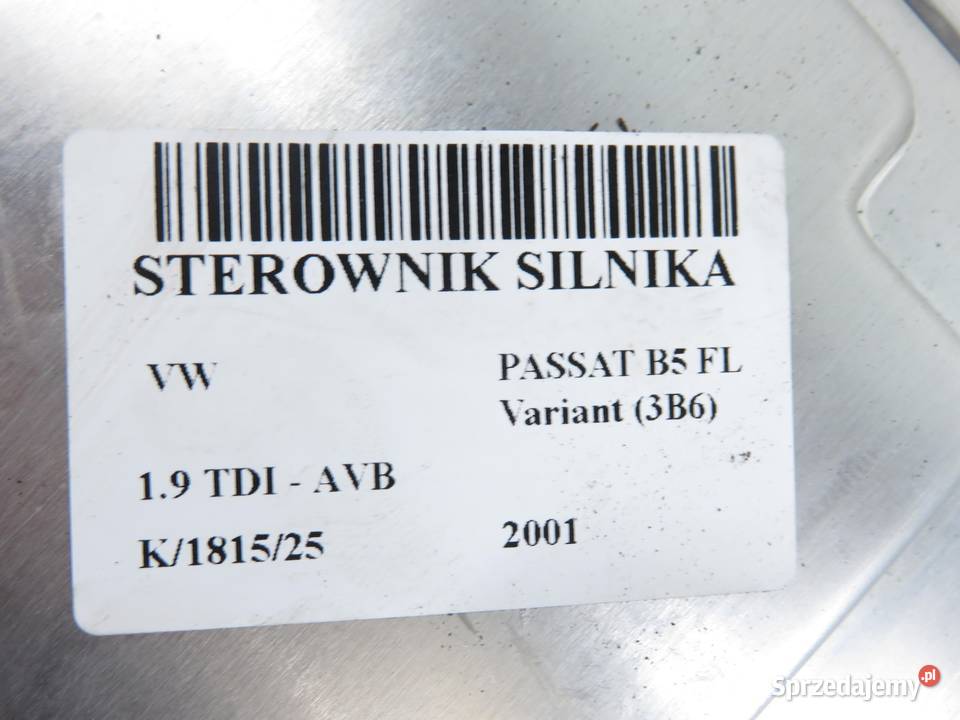 STEROWNIK SILNIKA
VW
PASSAT B5 FL
Variant (3B6)
1.9 TDI - AVB
K/1815/25
2001
Sprzedajemy.pl